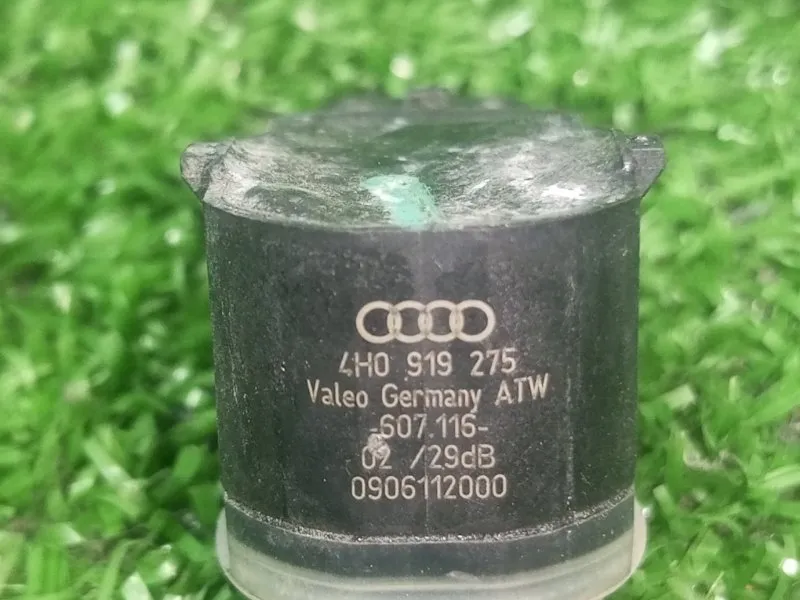 4H0 919 275
Valeo Germany ATW
-607.116-
02 /29dB
0906112000